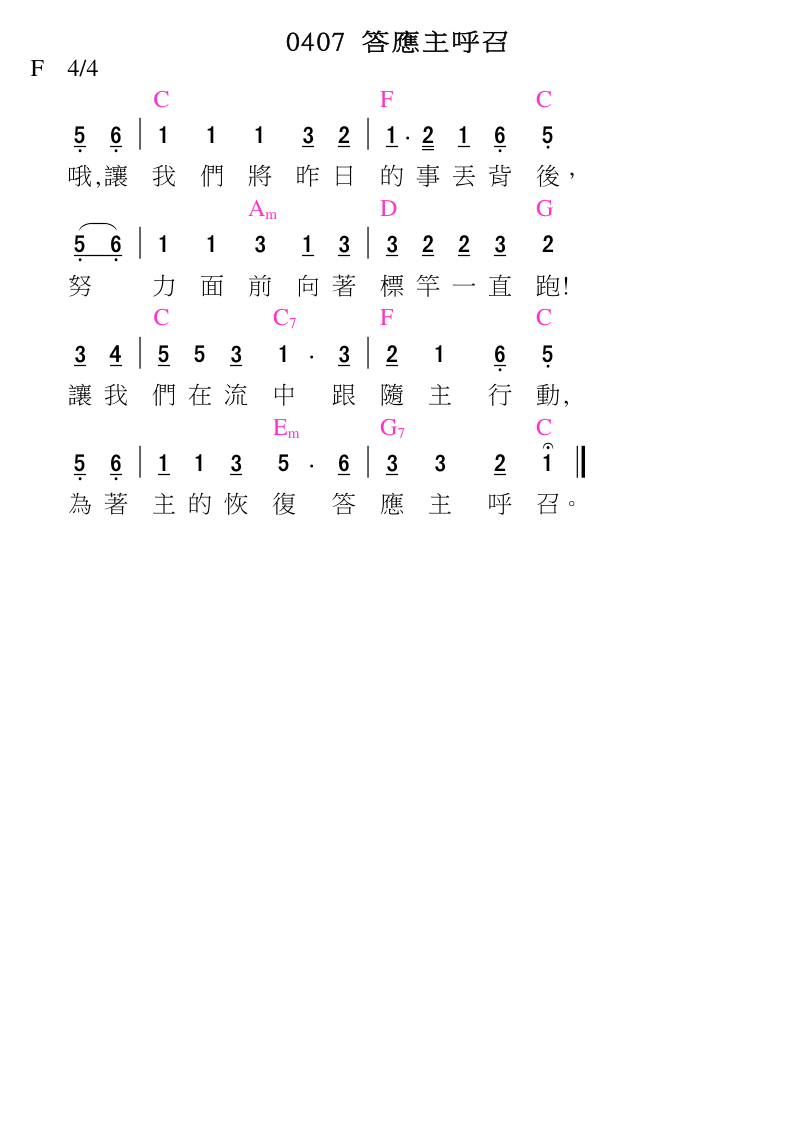 0407 答應主呼召
F 4/4
C F C
5 6 | 1 1 1 3 2 | 1 · 2 1 6 5
哦,讓 我 們 將 昨 日 的 事 丟 背 後，
Am D G
5 6 | 1 1 3 1 3 | 3 2 2 3 2
努 力 面 前 向 著 標 竿 一 直 跑!
C C7 F C
3 4 | 5 5 3 1 · 3 | 2 1 6 5
讓 我 們 在 流 中 跟 隨 主 行 動,
Em G7 C
5 6 | 1 1 3 5 · 6 | 3 3 2 1 ‖
為 著 主 的 恢 復 答 應 主 呼 召。